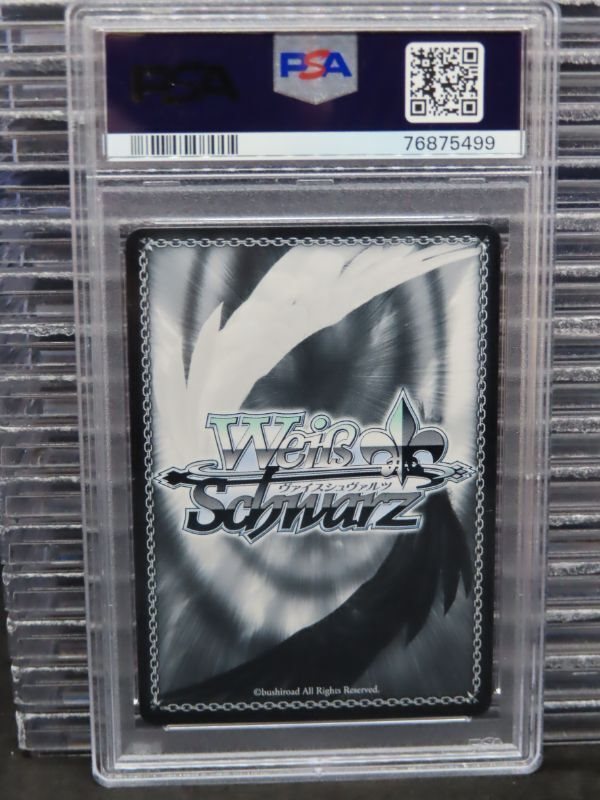 PSA
PSA
76875499
Weiß
ヴァイスシュヴァルツ
Schwarz
©bushiroad All Rights Reserved.